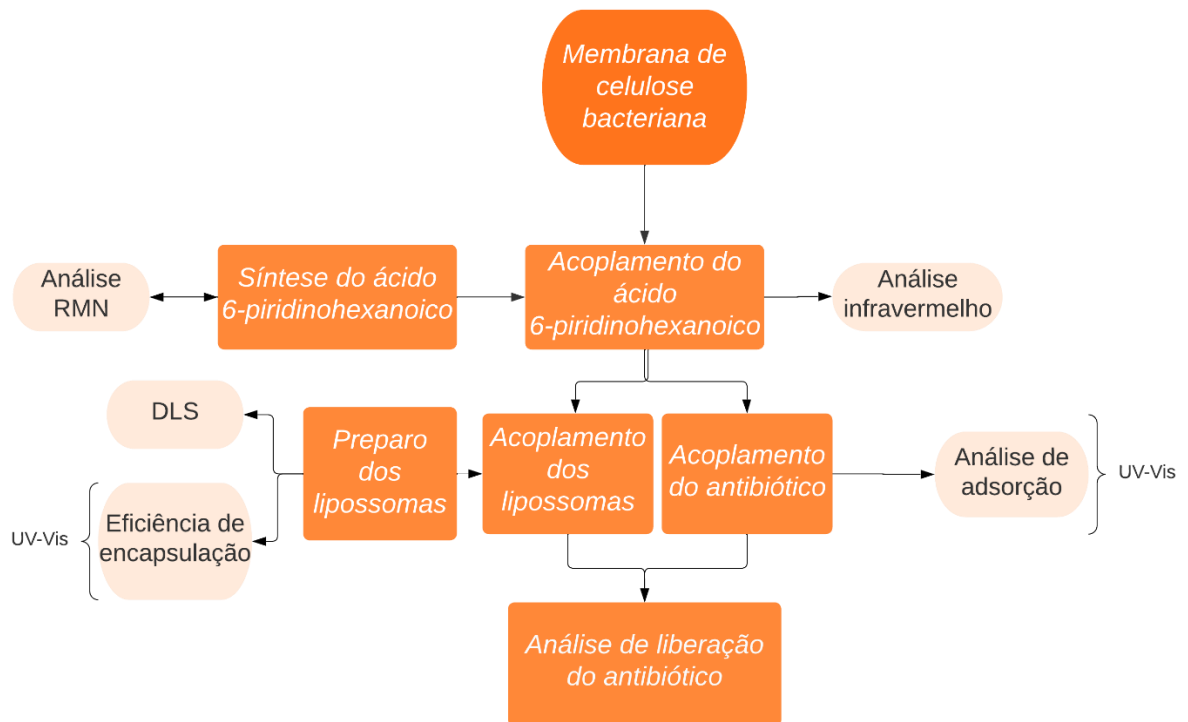 Membrana de
celulose
bacteriana
Análise
RMN
Síntese do ácido
6-piridinohexanoico
Acoplamento do
ácido
6-piridinohexanoico
Análise
infravermelho
DLS
Preparo
dos
lipossomas
Acoplamento
dos
lipossomas
Acoplamento
do antibiótico
Análise de
adsorção
UV-Vis
UV-Vis
Eficiência de
encapsulação
Análise de liberação
do antibiótico